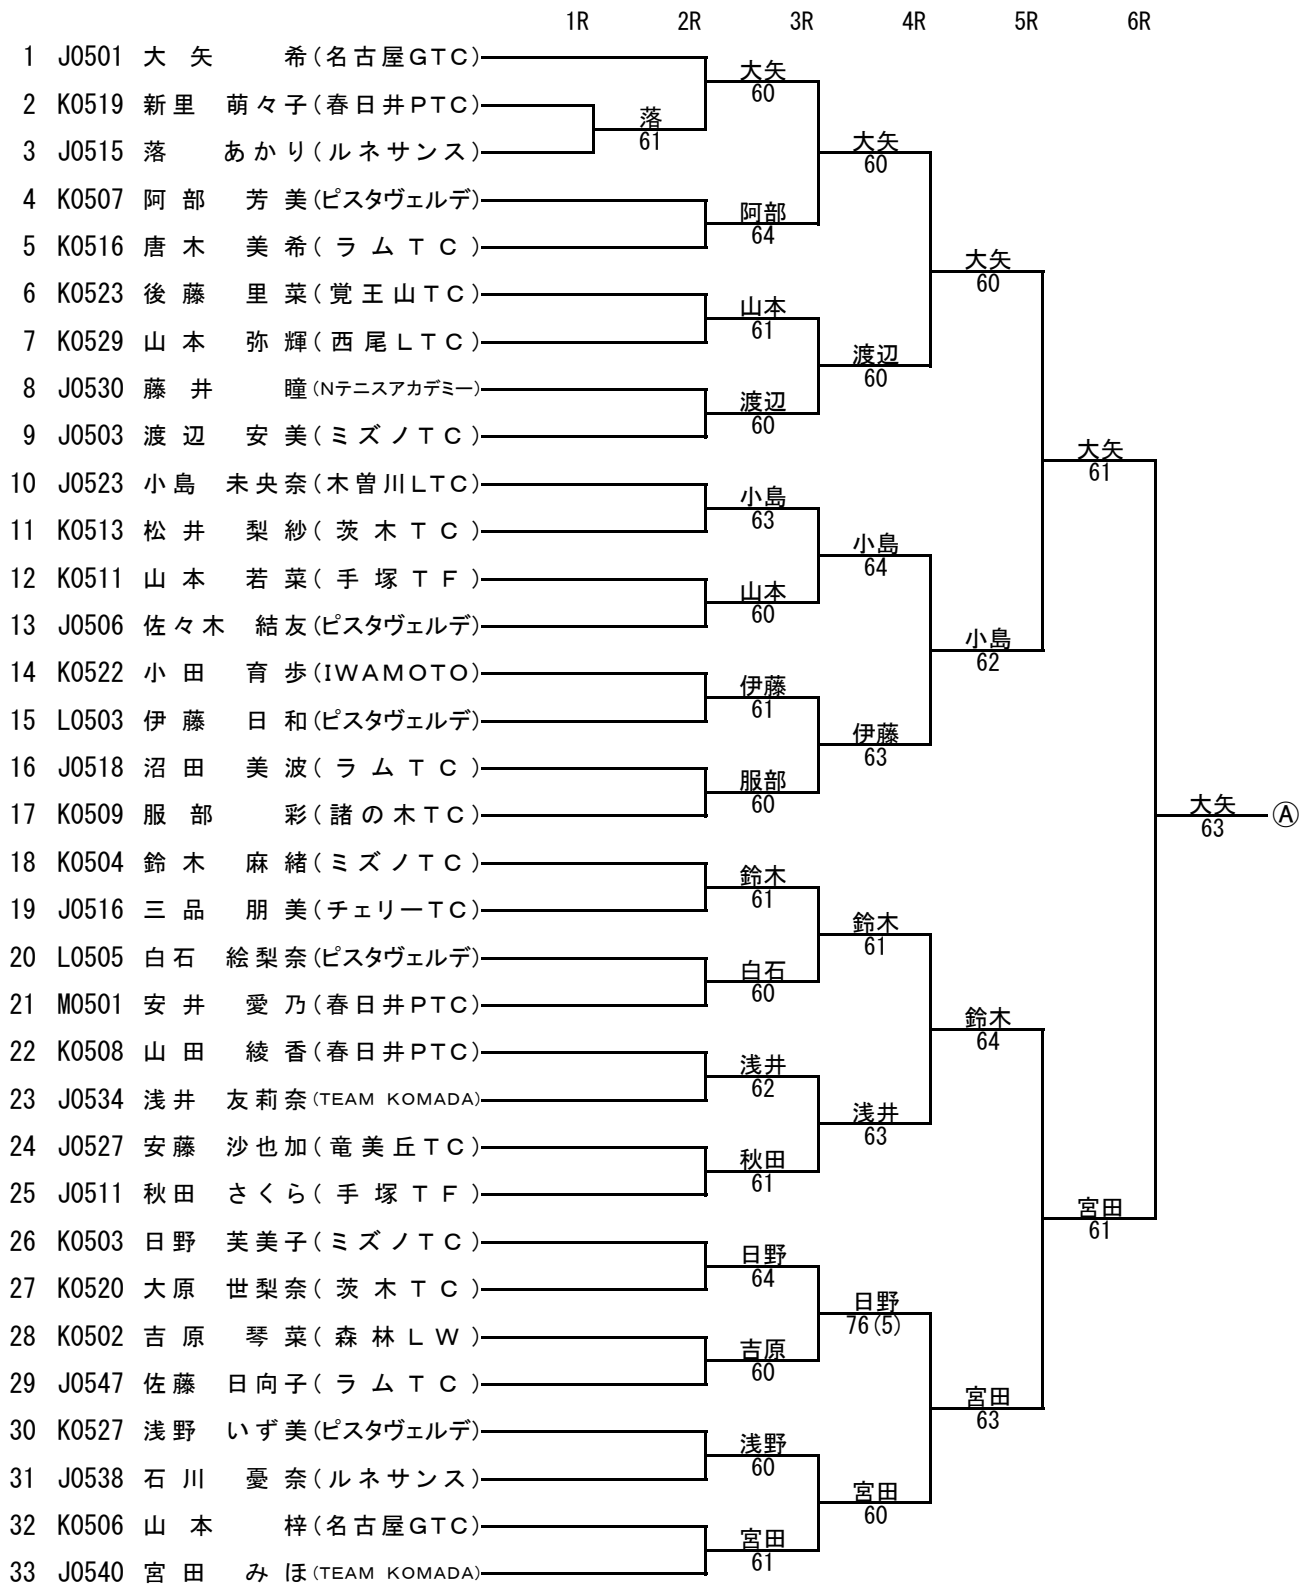 1R 2R 3R 4R 5R 6R
1 J0501 大矢 希(名古屋GTC)
大矢
60
2 K0519 新里 萌々子(春日井PTC)
落
61
3 J0515 落 あかり(ルネサンス)
大矢
60
4 K0507 阿部 芳美(ピスタヴェルデ)
阿部
64
5 K0516 唐木 美希(ラムTC)
大矢
60
6 K0523 後藤 里菜(覚王山TC)
山本
61
7 K0529 山本 弥輝(西尾LTC)
渡辺
60
8 J0530 藤井 瞳(Nテニスアカデミー)
渡辺
60
9 J0503 渡辺 安美(ミズノTC)
大矢
61
10 J0523 小島 未央奈(木曽川LTC)
小島
63
11 K0513 松井 梨紗(茨木TC)
小島
64
12 K0511 山本 若菜(手塚TF)
山本
60
13 J0506 佐々木 結友(ピスタヴェルデ)
小島
62
14 K0522 小田 育歩(IWAMOTO)
伊藤
61
15 L0503 伊藤 日和(ピスタヴェルデ)
伊藤
63
16 J0518 沼田 美波(ラムTC)
服部
60
17 K0509 服部 彩(諸の木TC)
大矢
63
Ⓐ
18 K0504 鈴木 麻緒(ミズノTC)
鈴木
61
19 J0516 三品 朋美(チェリーTC)
鈴木
61
20 L0505 白石 絵梨奈(ピスタヴェルデ)
白石
60
21 M0501 安井 愛乃(春日井PTC)
鈴木
64
22 K0508 山田 綾香(春日井PTC)
浅井
62
23 J0534 浅井 友莉奈(TEAM KOMADA)
浅井
63
24 J0527 安藤 沙也加(竜美丘TC)
秋田
61
25 J0511 秋田 さくら(手塚TF)
宮田
61
26 K0503 日野 芙美子(ミズノTC)
日野
64
27 K0520 大原 世梨奈(茨木TC)
日野
76(5)
28 K0502 吉原 琴菜(森林LW)
吉原
60
29 J0547 佐藤 日向子(ラムTC)
宮田
63
30 K0527 浅野 いず美(ピスタヴェルデ)
浅野
60
31 J0538 石川 憂奈(ルネサンス)
宮田
60
32 K0506 山本 梓(名古屋GTC)
宮田
61
33 J0540 宮田 みほ(TEAM KOMADA)